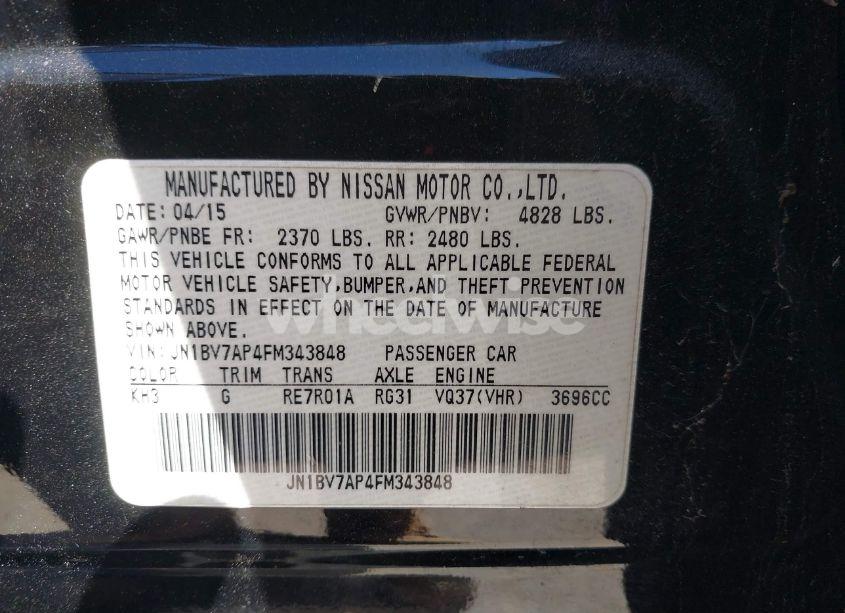 MANUFACTURED BY NISSAN MOTOR CO.,LTD.
DATE: 04/15 GVWR/PNBV: 4828 LBS.
GAWR/PNBE FR: 2370 LBS. RR: 2480 LBS.
THIS VEHICLE CONFORMS TO ALL APPLICABLE FEDERAL
MOTOR VEHICLE SAFETY,BUMPER,AND THEFT PREVENTION
STANDARDS IN EFFECT ON THE DATE OF MANUFACTURE
SHOWN ABOVE.
wheelwise
VIN: JN1BV7AP4FM343848 PASSENGER CAR
COLOR TRIM TRANS AXLE ENGINE
KH3 G RE7R01A RG31 VQ37(VHR) 3696CC
JN1BV7AP4FM343848